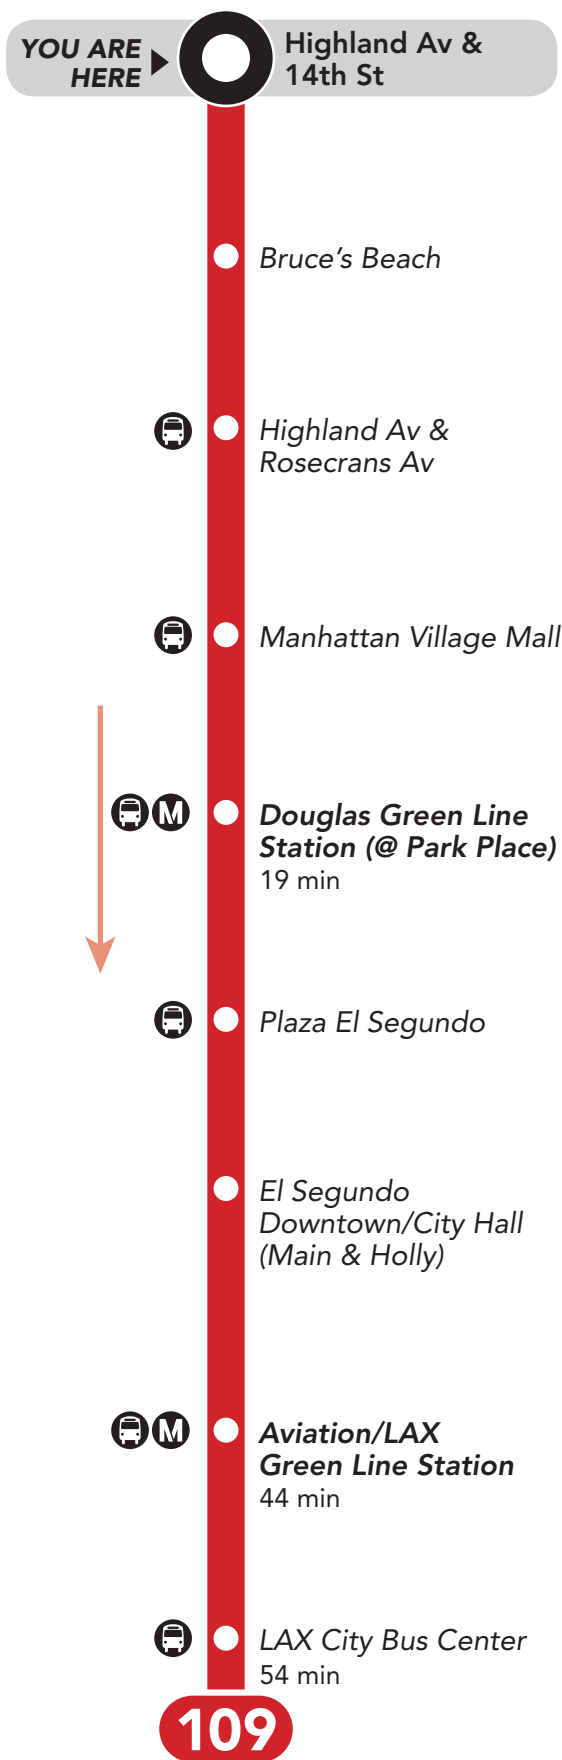 YOU ARE
HERE
Highland Av &
14th St
Bruce's Beach
Highland Av &
Rosecrans Av
Manhattan Village Mall
M
Douglas Green Line
Station (@ Park Place)
19 min
Plaza El Segundo
El Segundo
Downtown/City Hall
(Main & Holly)
M
Aviation/LAX
Green Line Station
44 min
LAX City Bus Center
54 min
109